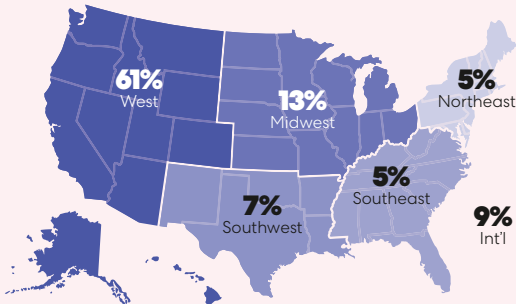 61%
West
13%
Midwest
5%
Northeast
7%
Southwest
5%
Southeast
9%
Int'l